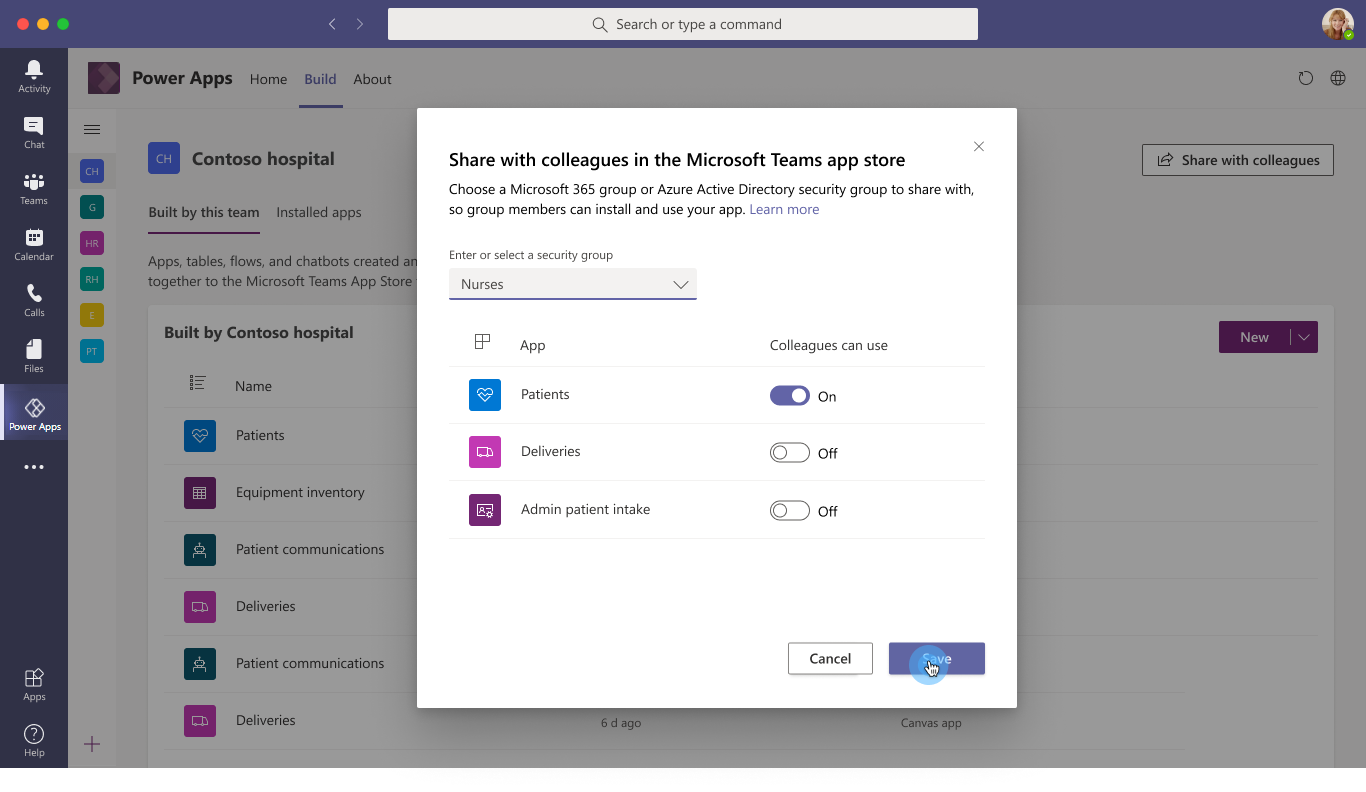 Search or type a command
Activity
Chat
Teams
Calendar
Calls
Files
Power Apps
Apps
Help
Power Apps
Home
Build
About
CH
G
HR
RH
E
PT
CH
Contoso hospital
Share with colleagues
Built by this team
Installed apps
Apps, tables, flows, and chatbots created
together to the Microsoft Teams App Store
Built by Contoso hospital
New
Name
Patients
Equipment inventory
Patient communications
Deliveries
Patient communications
Deliveries
6 d ago
Canvas app
Share with colleagues in the Microsoft Teams app store
Choose a Microsoft 365 group or Azure Active Directory security group to share with,
so group members can install and use your app. Learn more
Enter or select a security group
Nurses
App
Colleagues can use
Patients
On
Deliveries
Off
Admin patient intake
Off
Cancel
Save